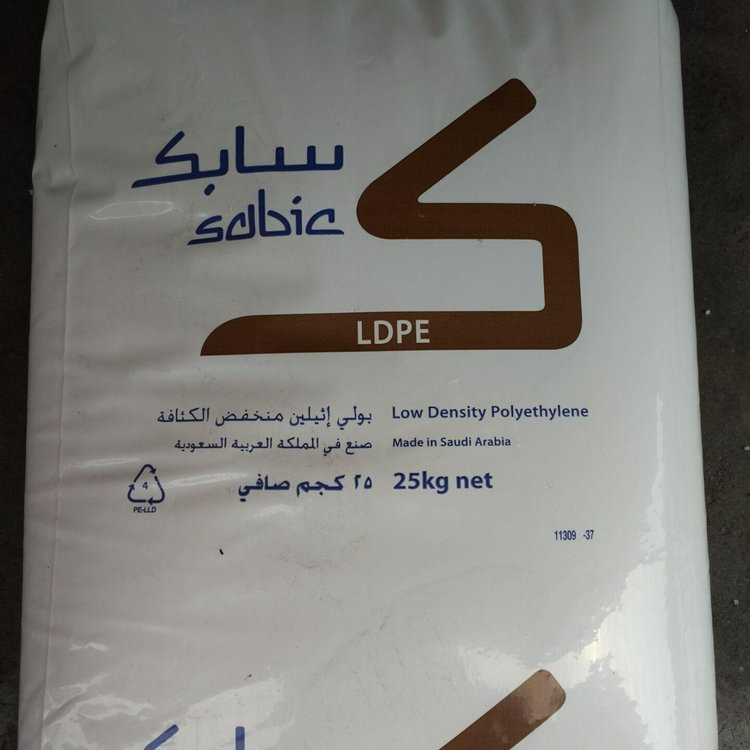 سابك
sabic
LDPE
بولي إثيلين منخفض الكثافة Low Density Polyethylene
صنع في المملكة العربية السعودية Made in Saudi Arabia
٢٥ كجم صافي 25kg net
4
PE-LLD
11309 -37